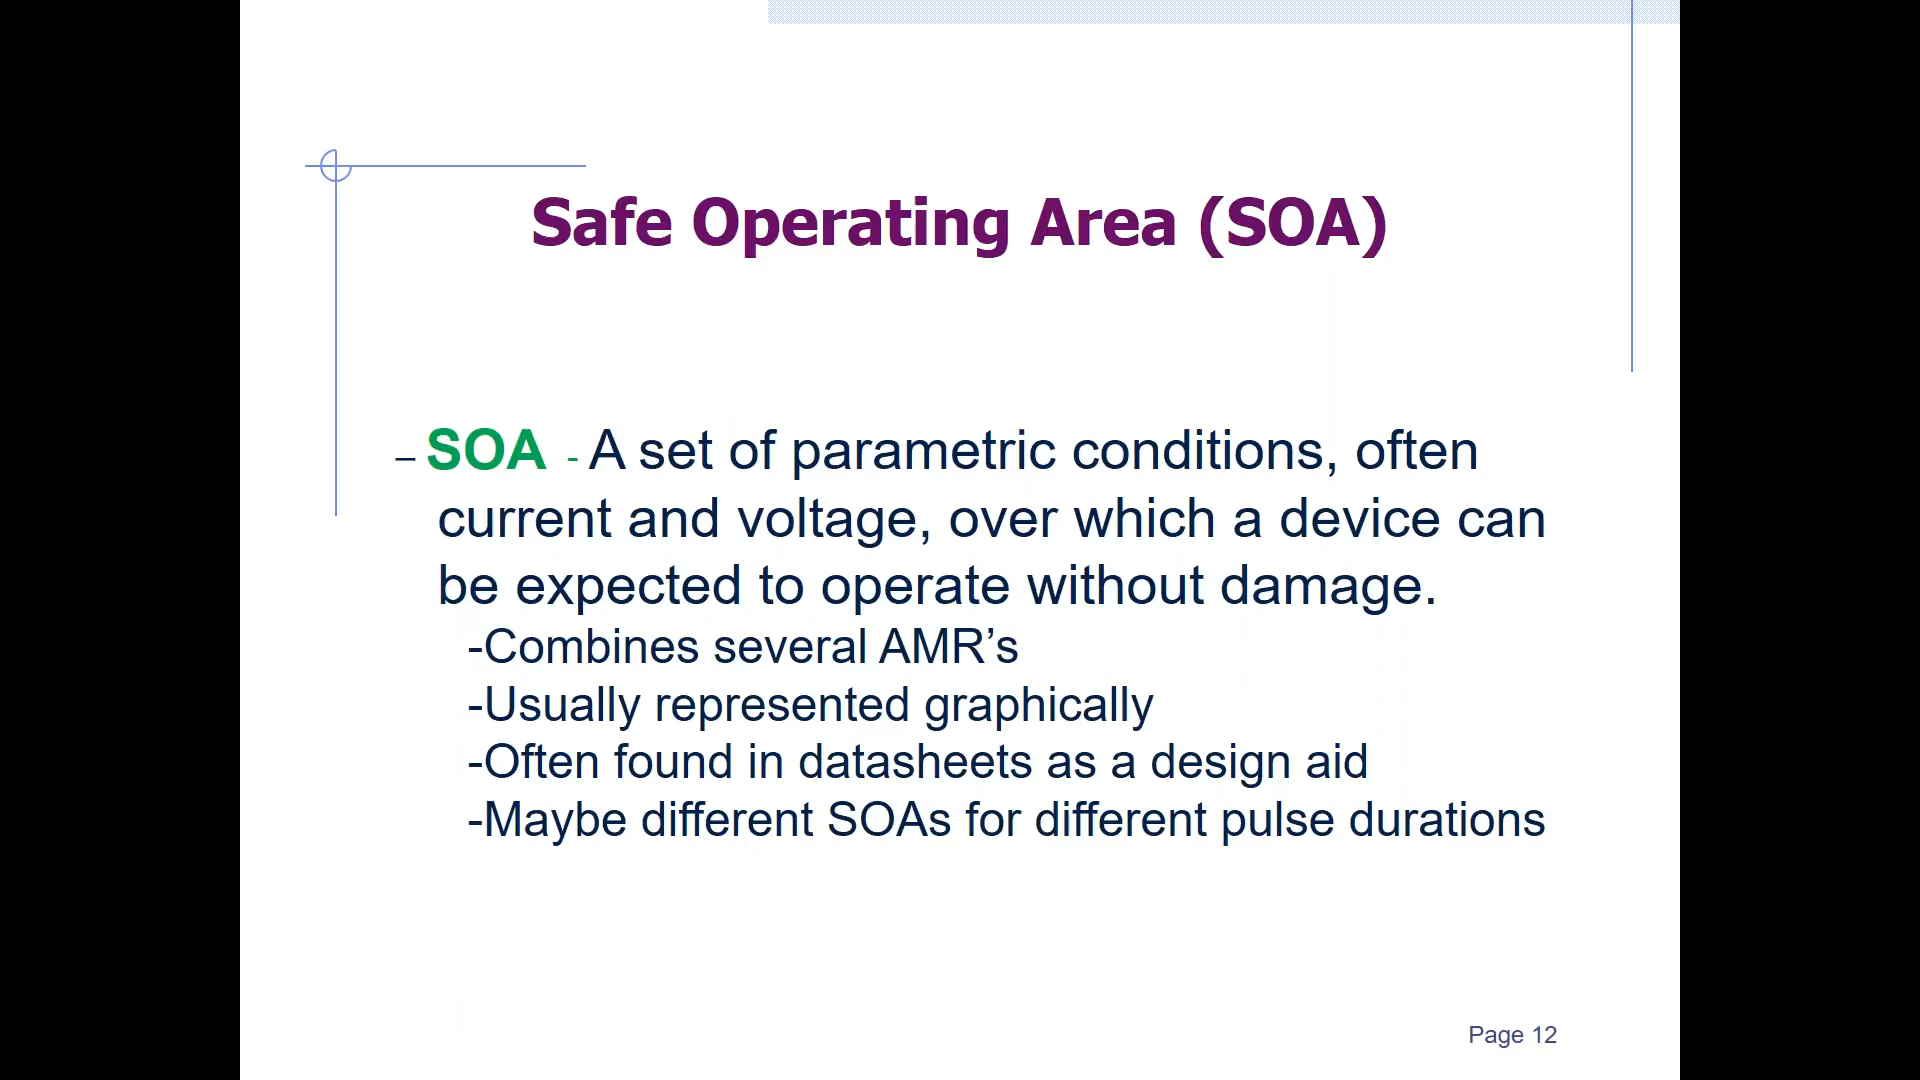 Safe Operating Area (SOA)
– SOA - A set of parametric conditions, often
current and voltage, over which a device can
be expected to operate without damage.
-Combines several AMR’s
-Usually represented graphically
-Often found in datasheets as a design aid
-Maybe different SOAs for different pulse durations
Page 12